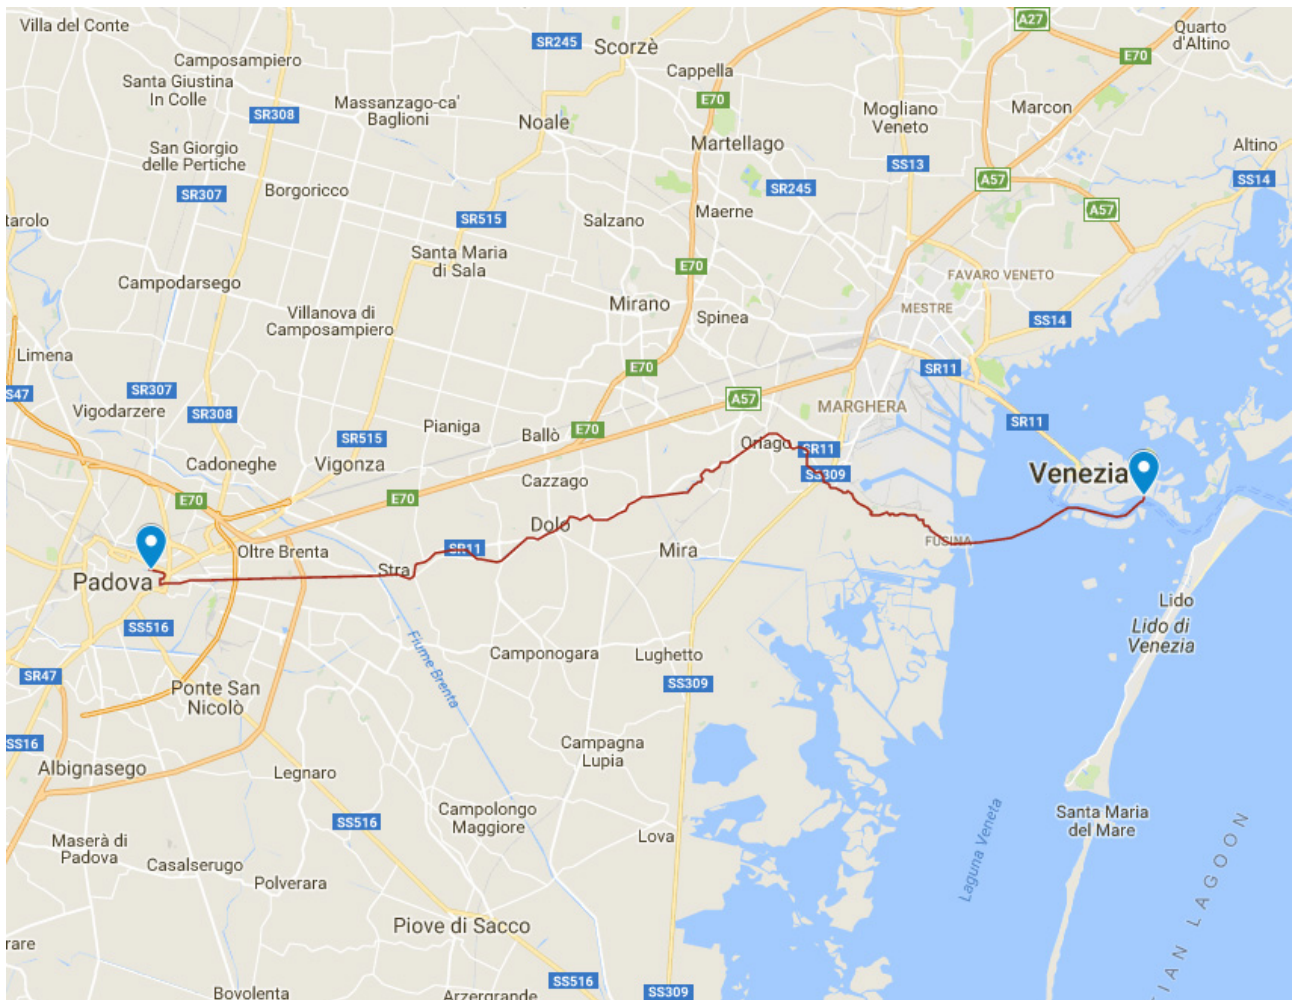 Villa del Conte
SR245
Scorzè
A27
Quarto
d'Altino
Camposampiero
Cappella
E70
Santa Giustina
In Colle
Massanzago-ca'
Baglioni
E70
Mogliano
Veneto
Marcon
SR308
Noale
Martellago
Altino
San Giorgio
delle Pertiche
SS13
A57
SS14
SR307
Borgoricco
SR245
tarolo
SR515
Salzano
Maerne
A57
Santa Maria
di Sala
E70
FAVARO VENETO
Campodarsego
Mirano
MESTRE
Villanova di
Camposampiero
Spinea
SS14
Limena
E70
SR11
S47
SR307
A57
MARGHERA
Vigodarzere
SR308
Pianiga
Ballò
E70
SR11
SR515
Oriago
SR11
Cadoneghe
Vigonza
SS309
Venezia
Cazzago
E70
E70
Dolo
Oltre Brenta
SR11
Mira
FUSINA
Padova
Stra
Lido
SS516
Lido di
Venezia
Fiume Brenta
Camponogara
Lughetto
SR47
Ponte San
Nicolò
SS309
SS16
Campagna
Lupia
Albignasego
Legnaro
Campolongo
Maggiore
Santa Maria
del Mare
SS516
Lova
Maserà di
Padova
Casalserugo
Laguna Veneta
Polverara
Piove di Sacco
TIAN LAGOON
rare
SS516
Bovolenta
Arzergrande
SS309